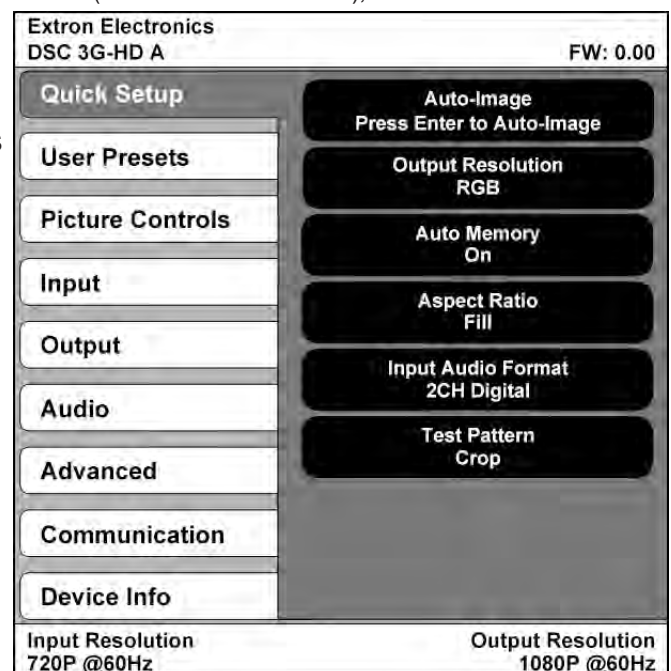 Extron Electronics
DSC 3G-HD A
FW: 0.00
Quick Setup
User Presets
Picture Controls
Input
Output
Audio
Advanced
Communication
Device Info
Auto-Image
Press Enter to Auto-Image
Output Resolution
RGB
Auto Memory
On
Aspect Ratio
Fill
Input Audio Format
2CH Digital
Test Pattern
Crop
Input Resolution
720P @60Hz
Output Resolution
1080P @60Hz